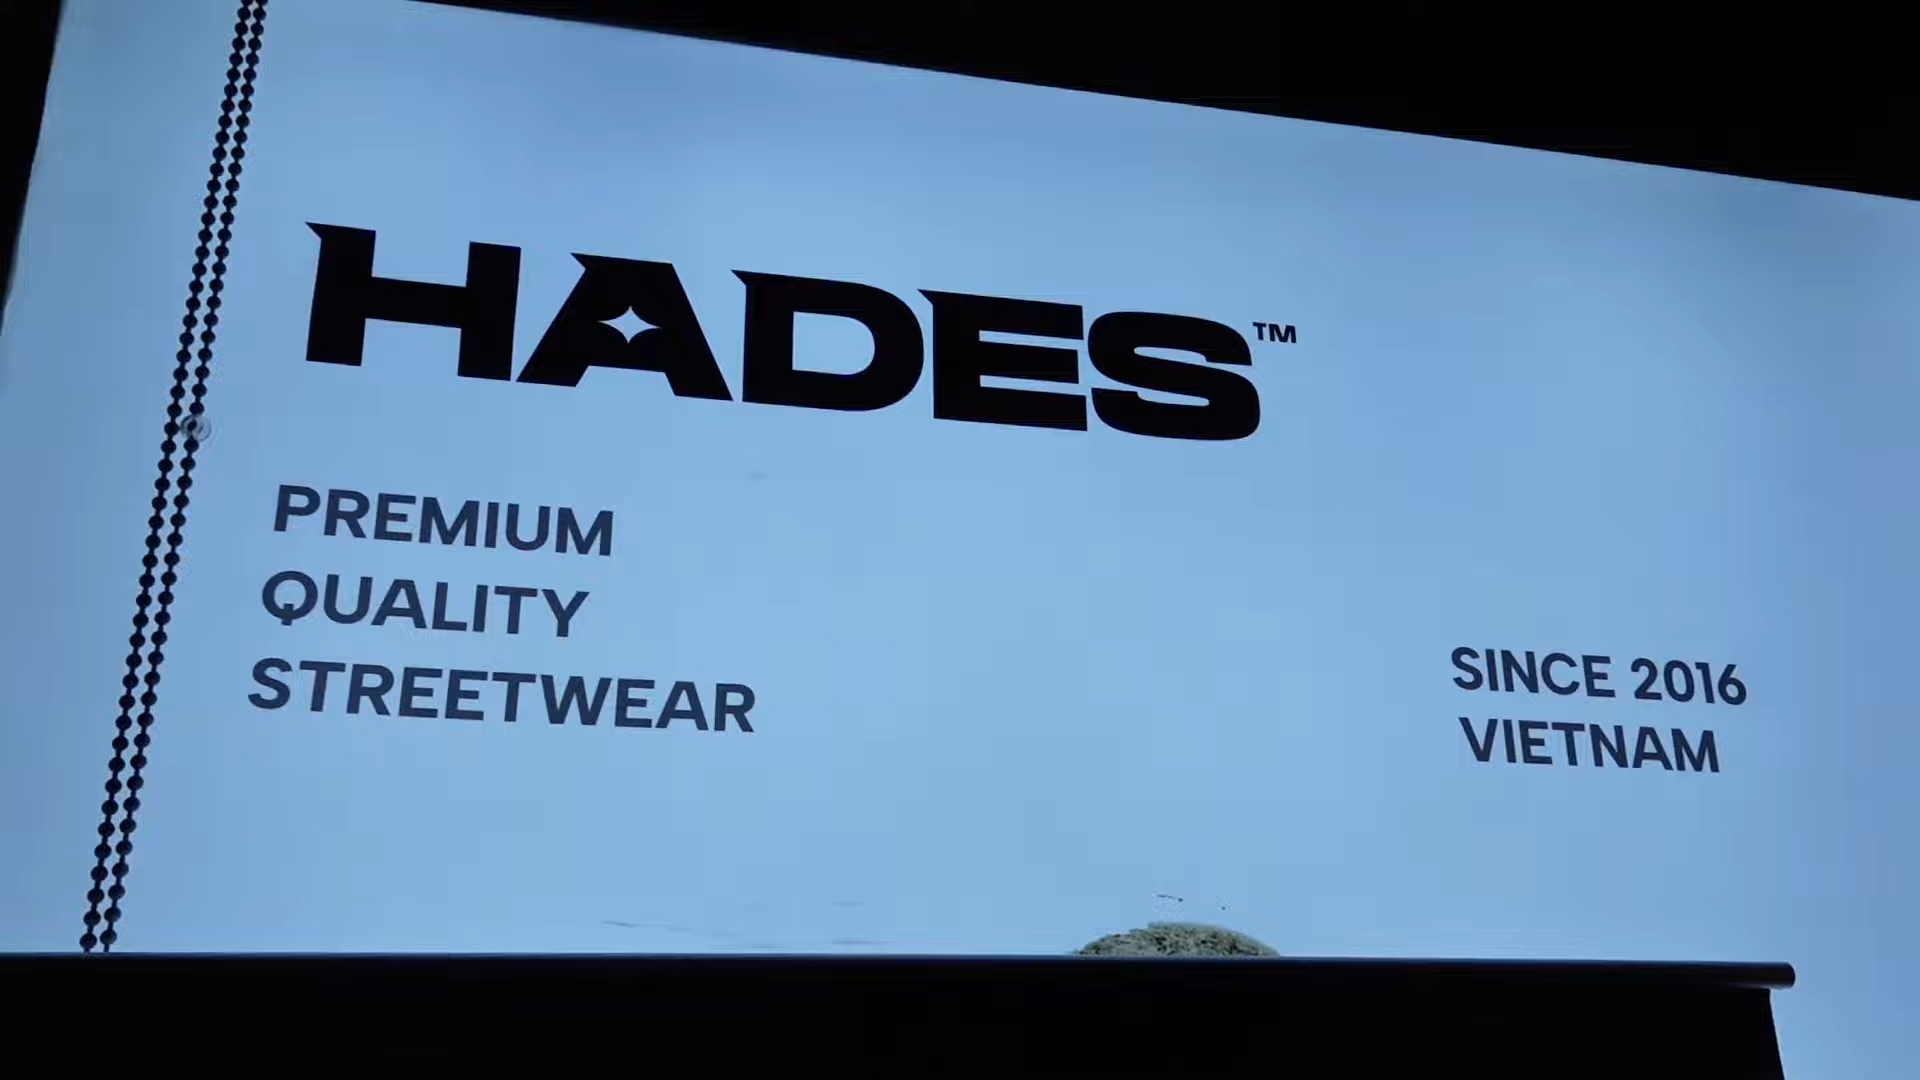 HADES™
PREMIUM
QUALITY
STREETWEAR
SINCE 2016
VIETNAM